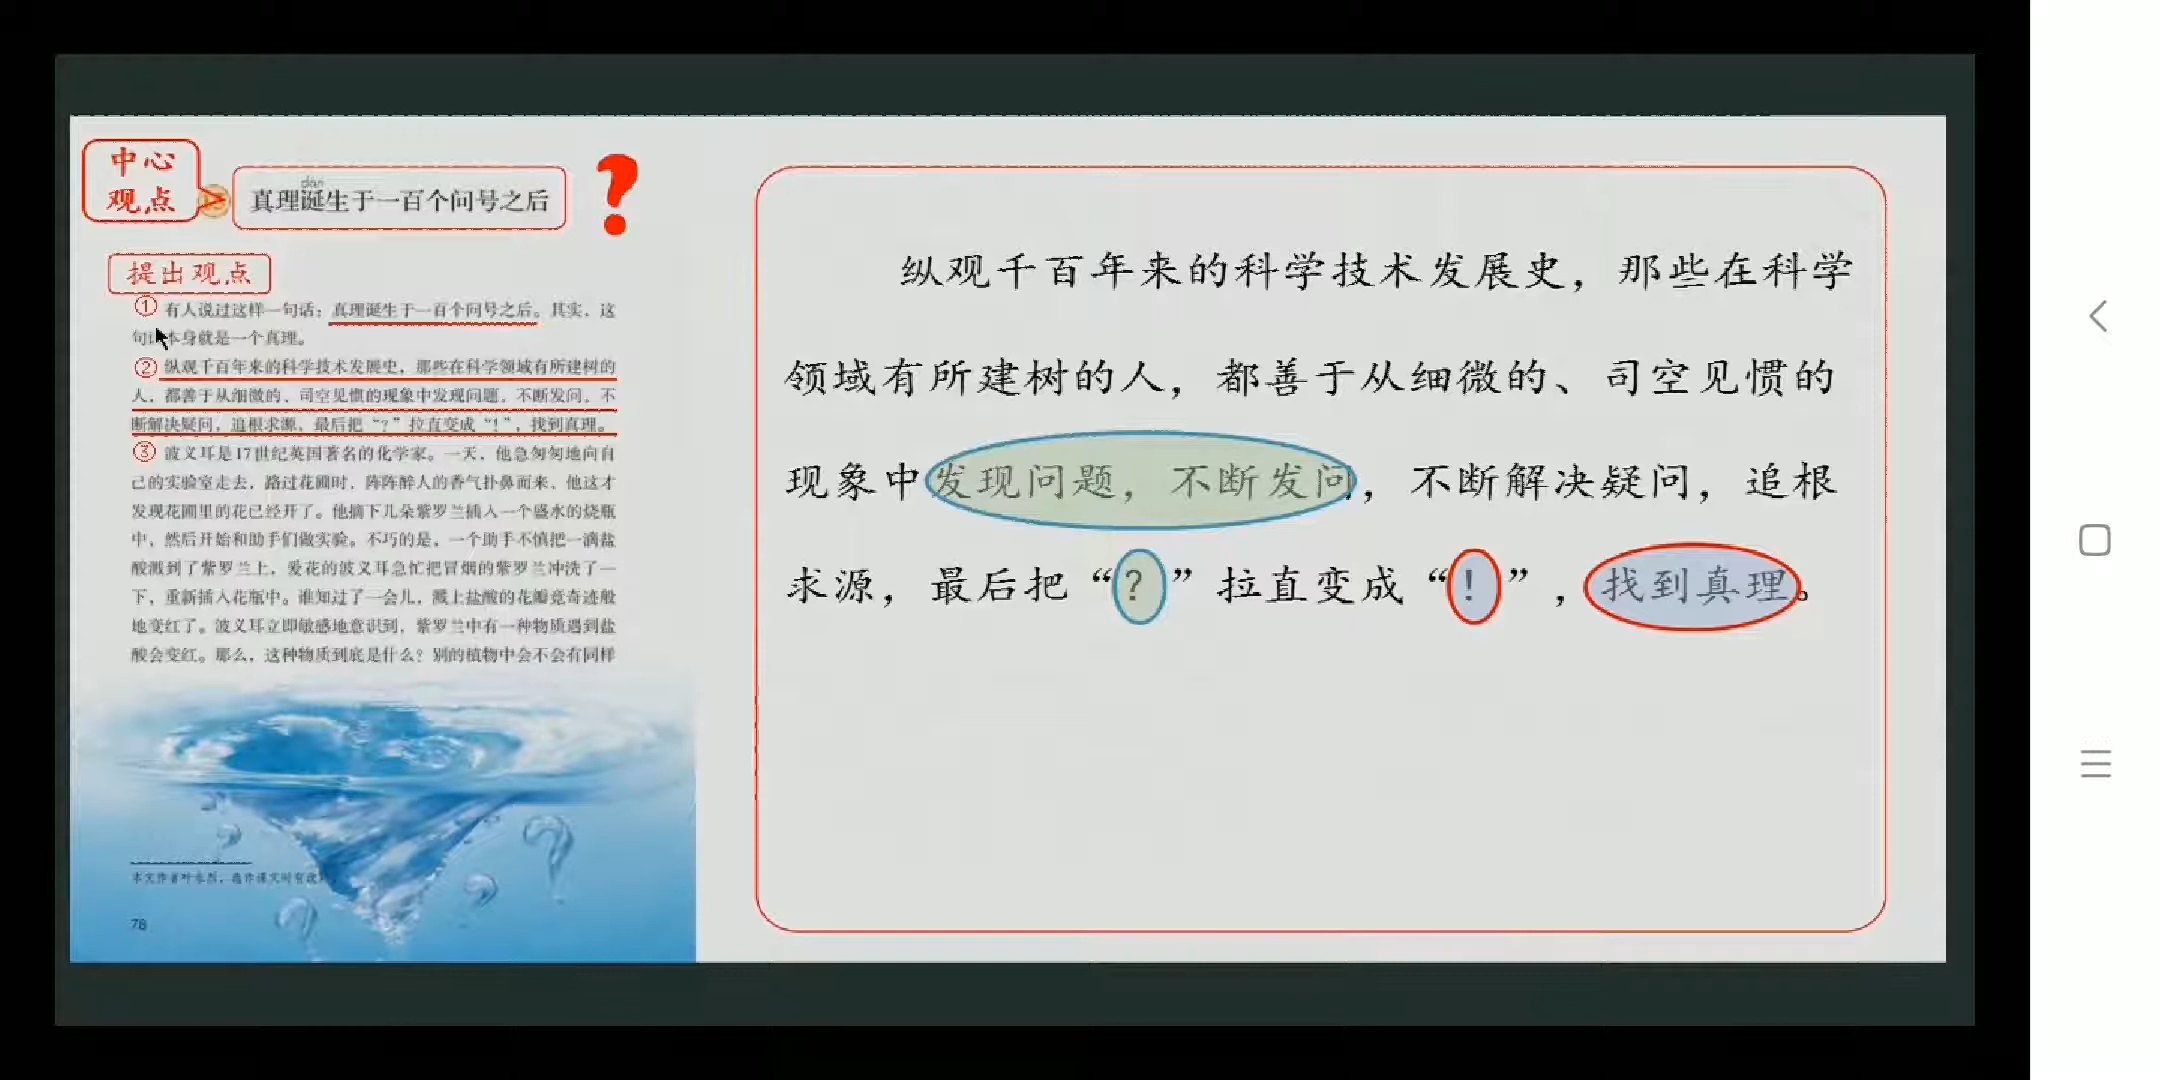 中心
观点
dàn
真理诞生于一百个问号之后
?
提出观点
① 有人说过这样一句话：真理诞生于一百个问号之后。其实，这
句话本身就是一个真理。
② 纵观千百年来的科学技术发展史，那些在科学领域有所建树的
人，都善于从细微的、司空见惯的现象中发现问题，不断发问，不
断解决疑问，追根求源，最后把“?”拉直变成“!”，找到真理。
③ 波义耳是17世纪英国著名的化学家。一天，他急匆匆地向自
己的实验室走去，路过花圃时，阵阵醉人的香气扑鼻而来，他这才
发现花圃里的花已经开了。他摘下几朵紫罗兰插入一个盛水的烧瓶
中，然后开始和助手们做实验。不巧的是，一个助手不慎把一滴盐
酸溅到了紫罗兰上，爱花的波义耳急忙把冒烟的紫罗兰冲洗了一
下，重新插入花瓶中。谁知过了一会儿，溅上盐酸的花瓣竟奇迹般
地变红了。波义耳立即敏感地意识到，紫罗兰中有一种物质遇到盐
酸会变红。那么，这种物质到底是什么？别的植物中会不会有同样
本文作者叶永烈，选作课文时有改
78
纵观千百年来的科学技术发展史，那些在科学
领域有所建树的人，都善于从细微的、司空见惯的
现象中发现问题，不断发问，不断解决疑问，追根
求源，最后把“?”拉直变成“!”，找到真理。